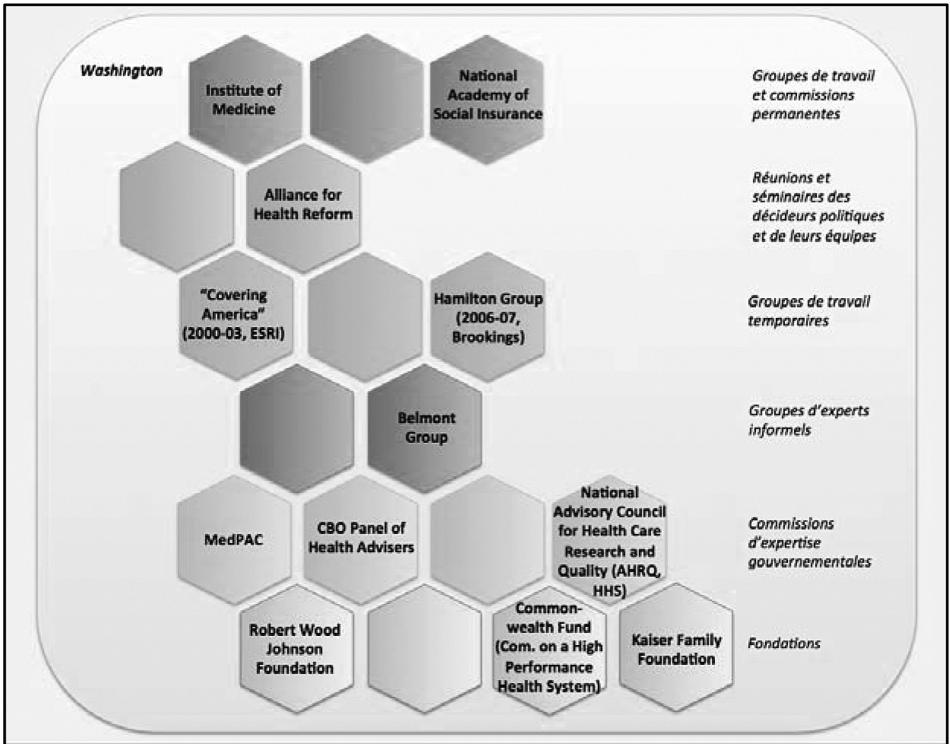 Washington
Institute of
Medicine
National
Academy of
Social Insurance
Groupes de travail
et commissions
permanentes
Alliance for
Health Reform
Réunions et
séminaires des
décideurs politiques
et de leurs équipes
“Covering
America”
(2000-03, ESRI)
Hamilton Group
(2006-07,
Brookings)
Groupes de travail
temporaires
Belmont
Group
Groupes d’experts
informels
MedPAC
CBO Panel of
Health Advisers
National
Advisory Council
for Health Care
Research and
Quality (AHRQ,
HHS)
Commissions
d’expertise
gouvernementales
Robert Wood
Johnson
Foundation
Common-
wealth Fund
(Com. on a High
Performance
Health System)
Kaiser Family
Foundation
Fondations